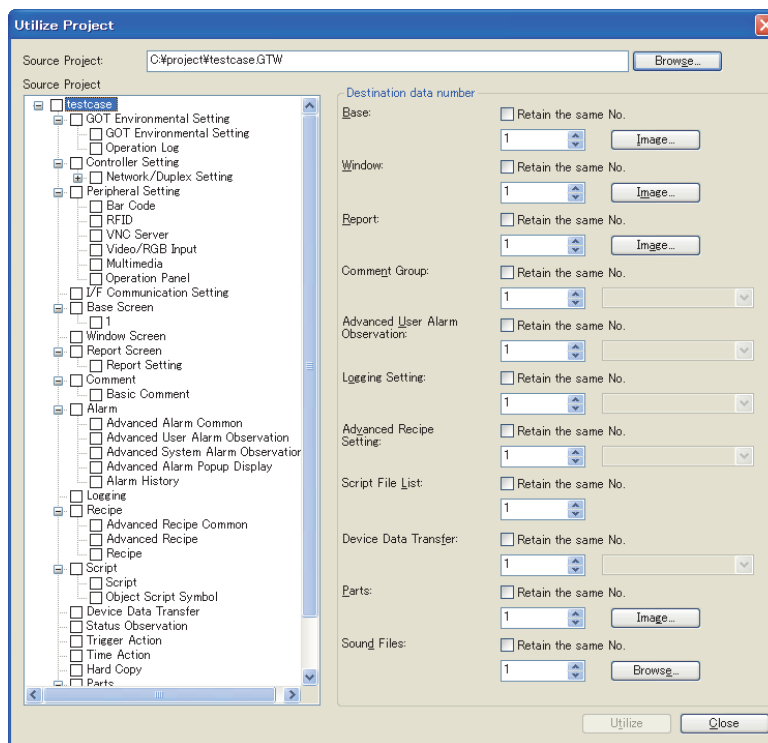 Utilize Project
Source Project: C:¥project¥testcase.GTW Browse...
Source Project
testcase
GOT Environmental Setting
GOT Environmental Setting
Operation Log
Controller Setting
Network/Duplex Setting
Peripheral Setting
Bar Code
RFID
VNC Server
Video/RGB Input
Multimedia
Operation Panel
I/F Communication Setting
Base Screen
1
Window Screen
Report Screen
Report Setting
Comment
Basic Comment
Alarm
Advanced Alarm Common
Advanced User Alarm Observation
Advanced System Alarm Observation
Advanced Alarm Popup Display
Alarm History
Logging
Recipe
Advanced Recipe Common
Advanced Recipe
Recipe
Script
Script
Object Script Symbol
Device Data Transfer
Status Observation
Trigger Action
Time Action
Hard Copy
Parts
Destination data number
Base: Retain the same No.
1 Image...
Window: Retain the same No.
1 Image...
Report: Retain the same No.
1 Image...
Comment Group: Retain the same No.
1
Advanced User Alarm Retain the same No.
Observation:
1
Logging Setting: Retain the same No.
1
Advanced Recipe Retain the same No.
Setting:
1
Script File List: Retain the same No.
1
Device Data Transfer: Retain the same No.
1
Parts: Retain the same No.
1 Image...
Sound Files: Retain the same No.
1 Browse...
Utilize Close